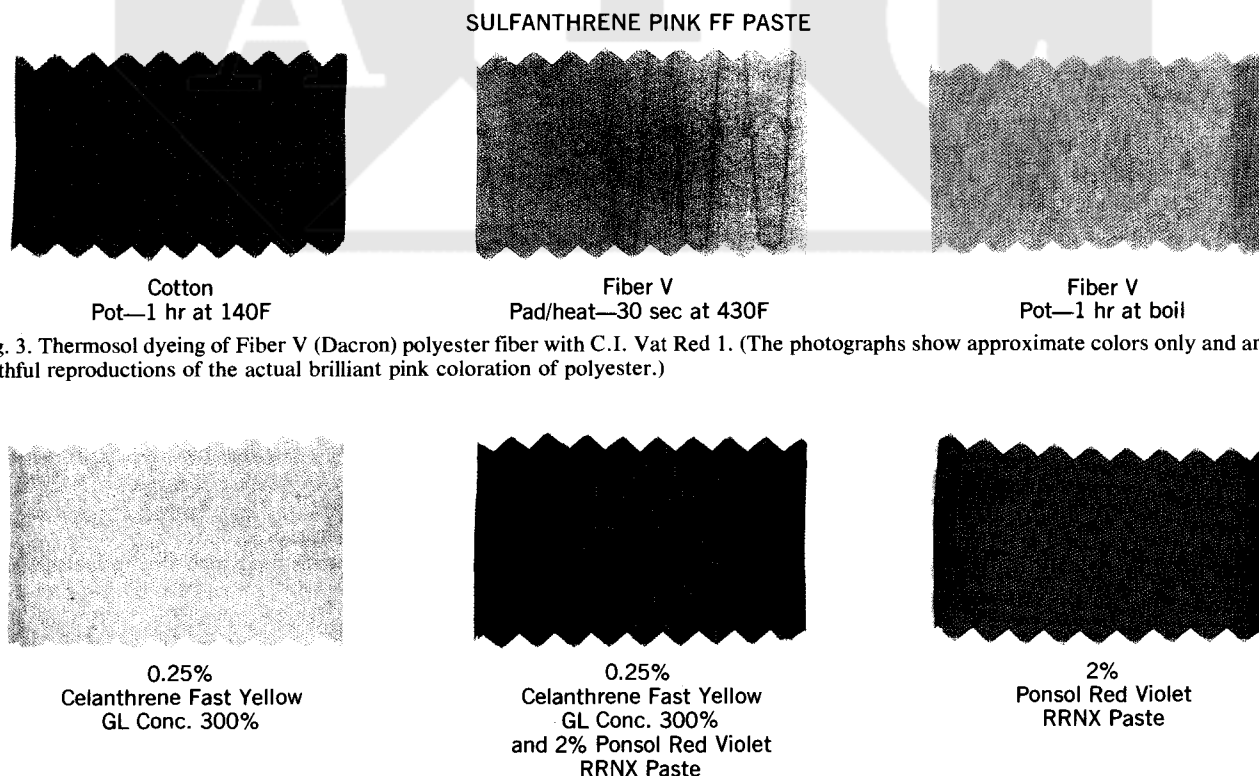 SULFANTHRENE PINK FF PASTE
Cotton
Pot—1 hr at 140F
Fiber V
Pad/heat—30 sec at 430F
Fiber V
Pot—1 hr at boil
g. 3. Thermosol dyeing of Fiber V (Dacron) polyester fiber with C.I. Vat Red 1. (The photographs show approximate colors only and ar
thful reproductions of the actual brilliant pink coloration of polyester.)
0.25%
Celanthrene Fast Yellow
GL Conc. 300%
0.25%
Celanthrene Fast Yellow
GL Conc. 300%
and 2% Ponsol Red Violet
RRNX Paste
2%
Ponsol Red Violet
RRNX Paste